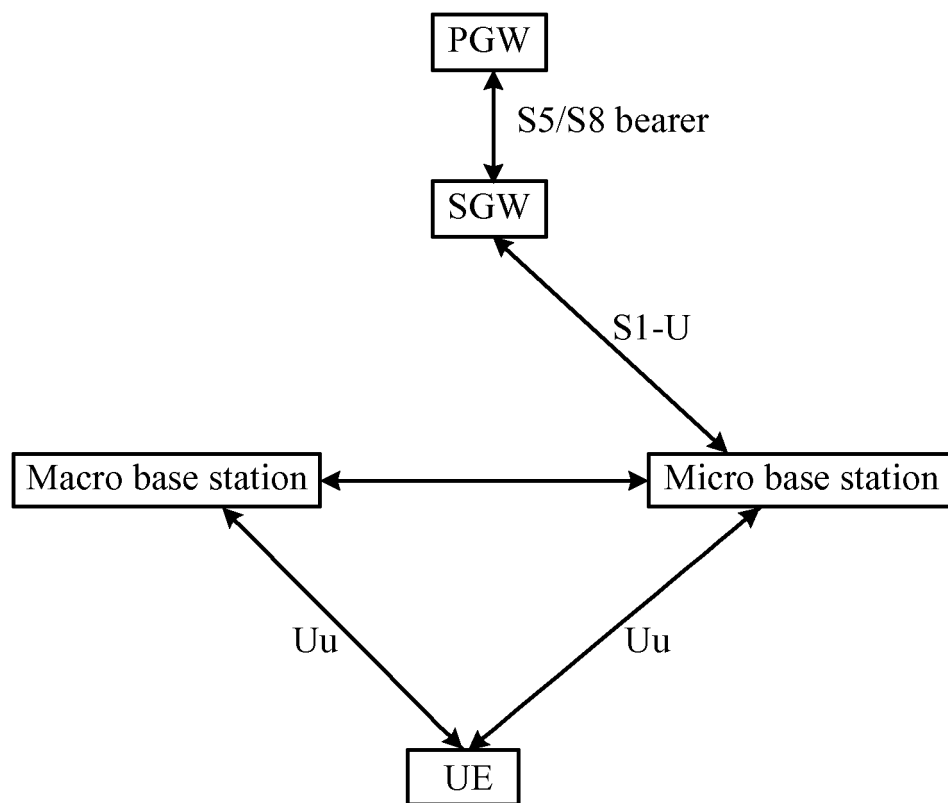 PGW
S5/S8 bearer
SGW
S1-U
Macro base station
Micro base station
Uu
Uu
UE